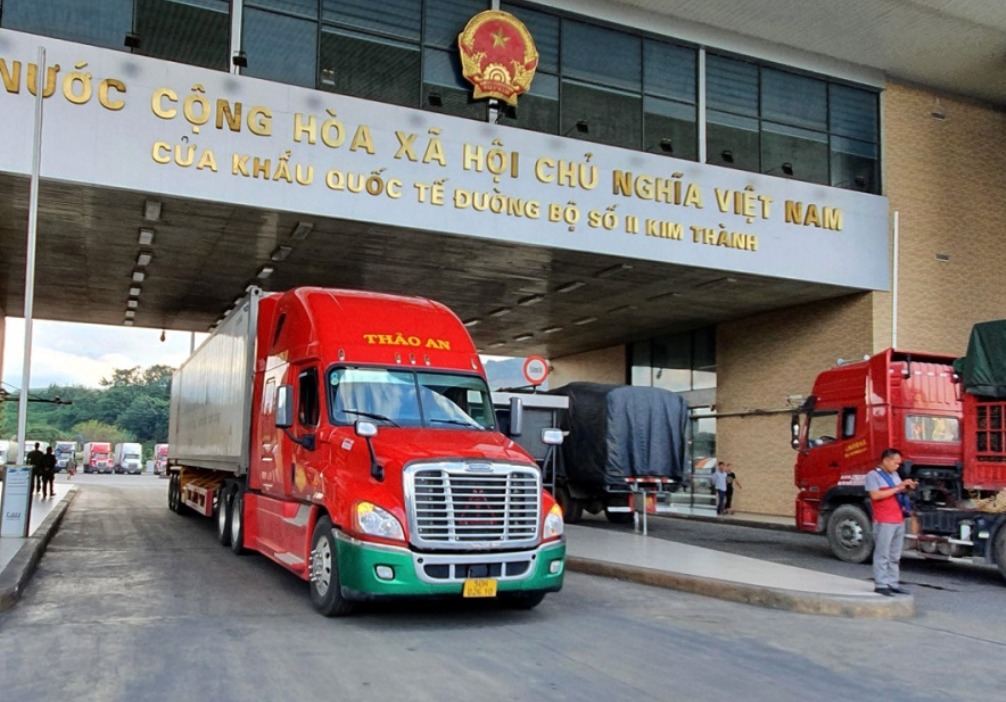 NƯỚC CỘNG HÒA XÃ HỘI CHỦ NGHĨA VIỆT NAM
CỬA KHẨU QUỐC TẾ ĐƯỜNG BỘ SỐ II KIM THÀNH
THẢO AN